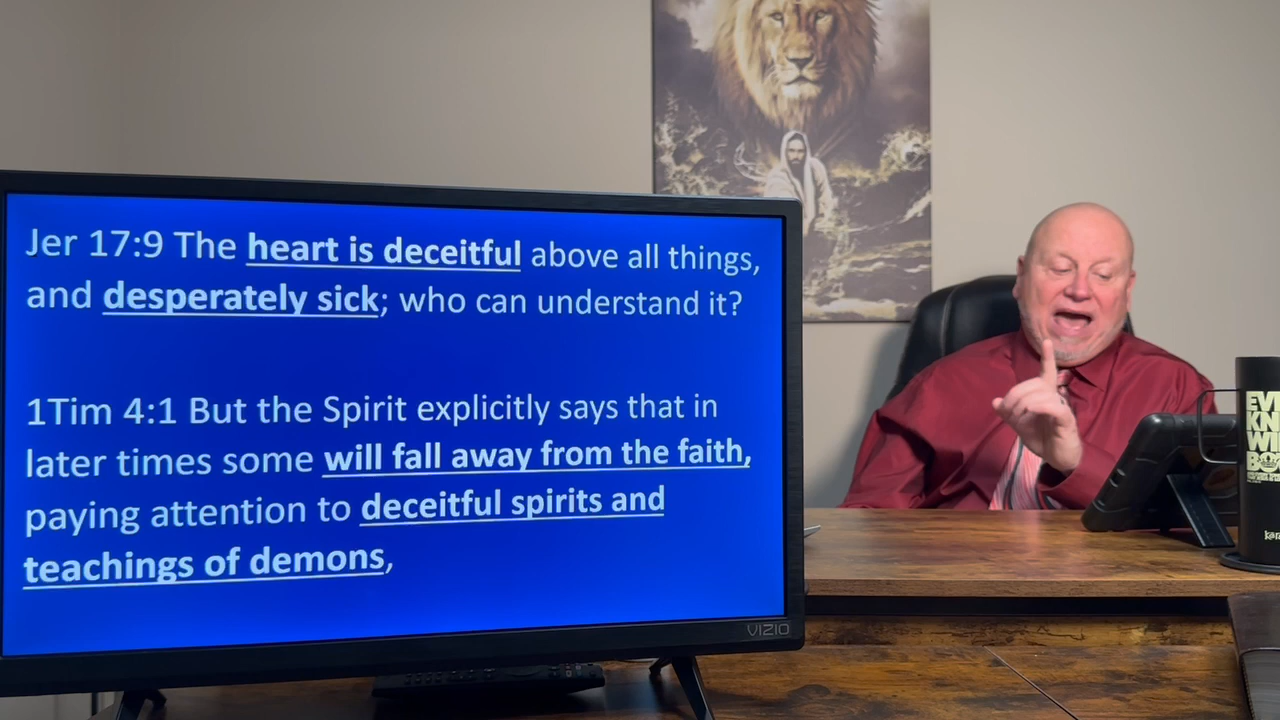 Jer 17:9 The heart is deceitful above all things,
and desperately sick; who can understand it?
1Tim 4:1 But the Spirit explicitly says that in
later times some will fall away from the faith,
paying attention to deceitful spirits and
teachings of demons,
VIZIO